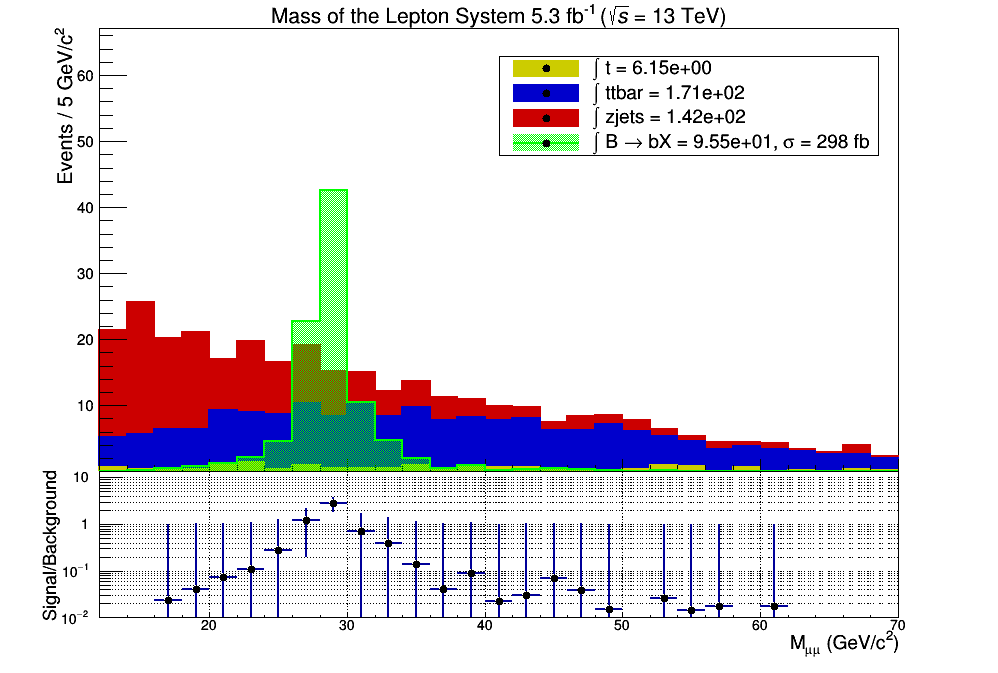 Mass of the Lepton System 5.3 fb⁻¹ (√s = 13 TeV)
Events / 5 GeV/c²
60
50
40
30
20
10
∫ t = 6.15e+00
∫ ttbar = 1.71e+02
∫ zjets = 1.42e+02
∫ B → bX = 9.55e+01, σ = 298 fb
Signal/Background
10
1
10⁻¹
10⁻²
20
30
40
50
60
70
M_μμ (GeV/c²)